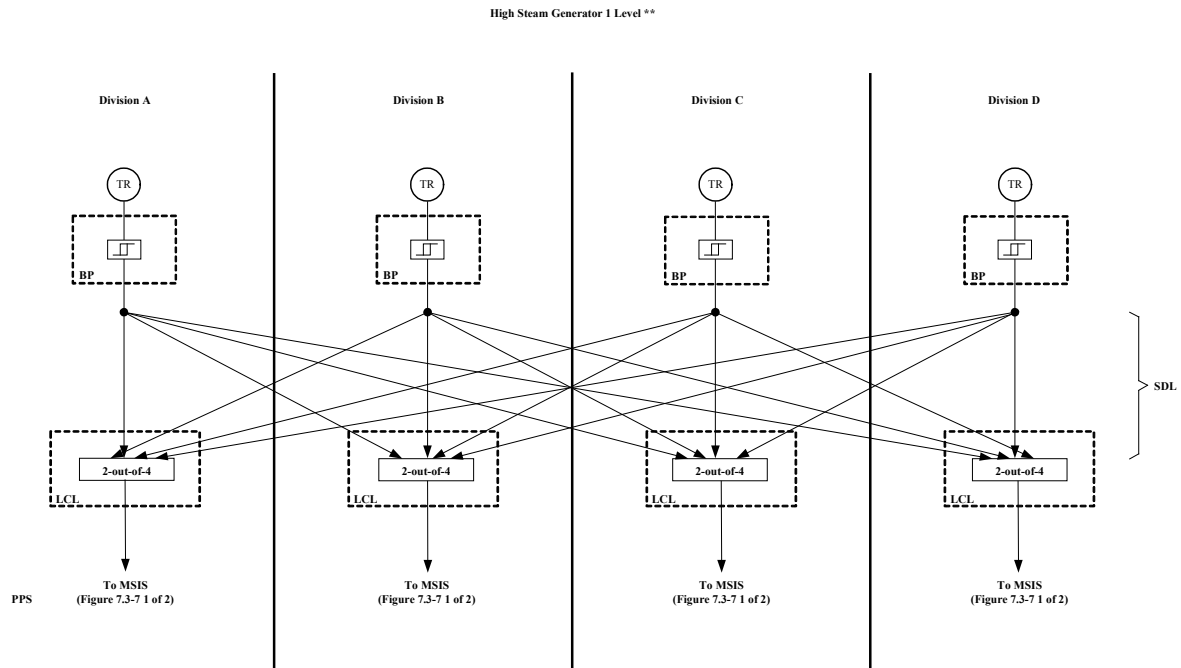 High Steam Generator 1 Level **
Division A
Division B
Division C
Division D
TR
TR
TR
TR
BP
BP
BP
BP
SDL
2-out-of-4
2-out-of-4
2-out-of-4
2-out-of-4
LCL
LCL
LCL
LCL
PPS
To MSIS
(Figure 7.3-7 1 of 2)
To MSIS
(Figure 7.3-7 1 of 2)
To MSIS
(Figure 7.3-7 1 of 2)
To MSIS
(Figure 7.3-7 1 of 2)